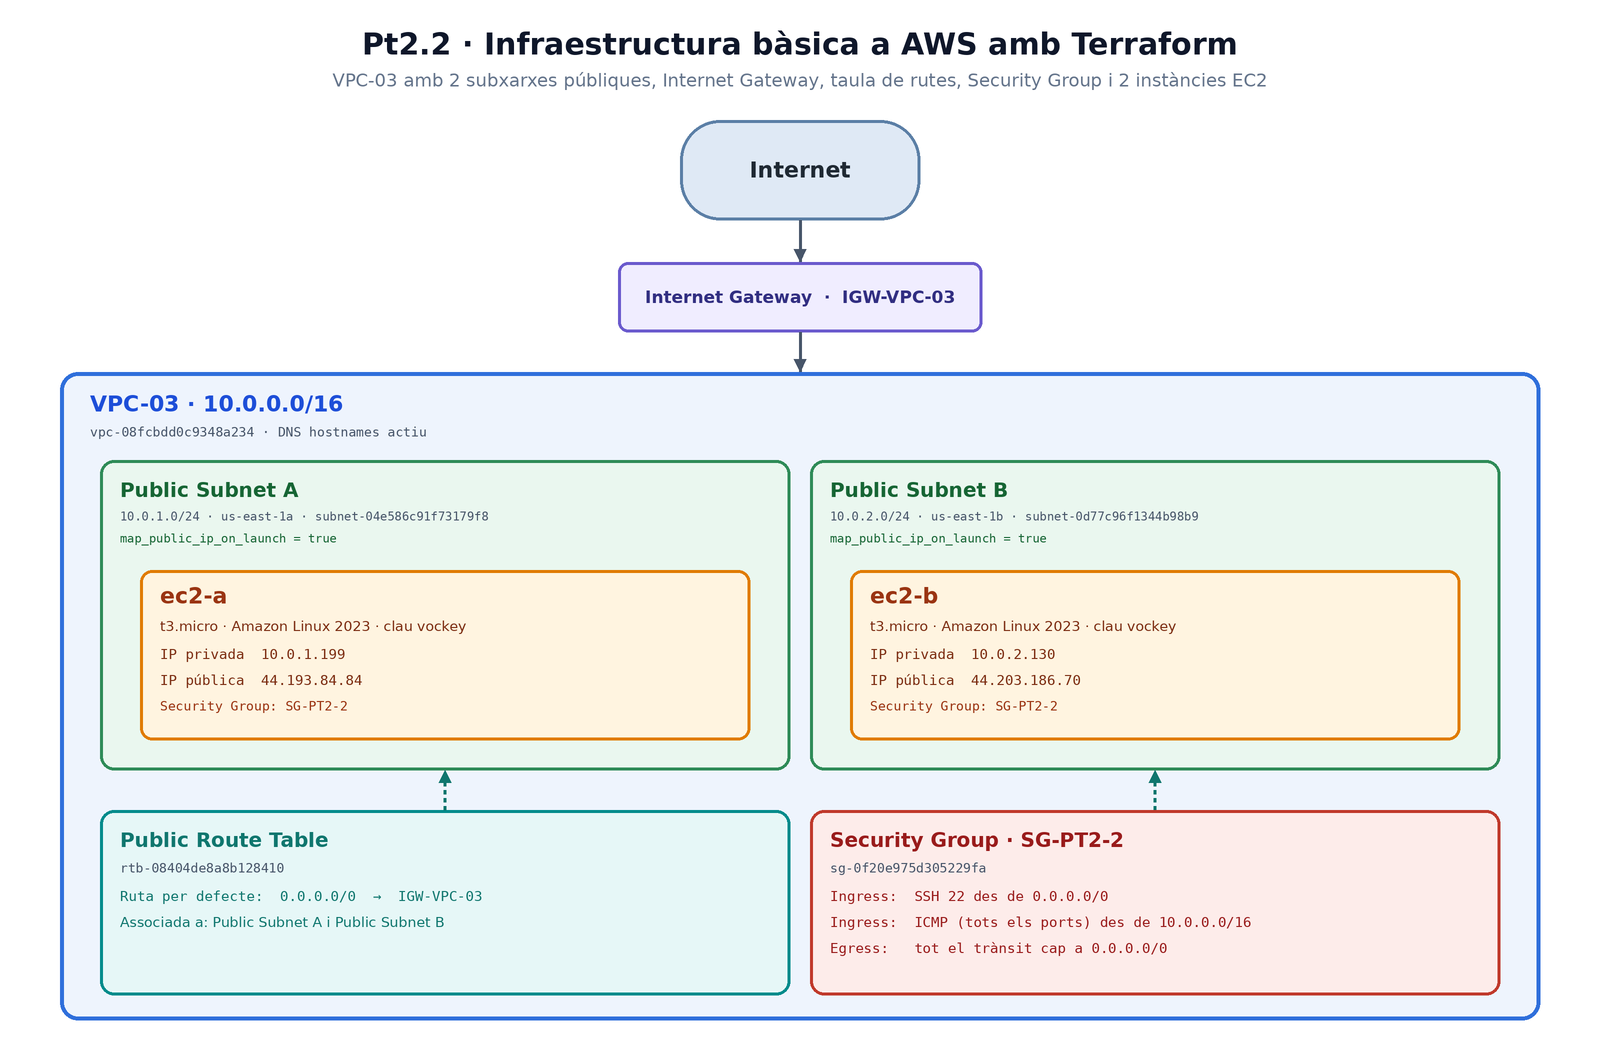 Pt2.2 · Infraestructura bàsica a AWS amb Terraform
VPC-03 amb 2 subxarxes públiques, Internet Gateway, taula de rutes, Security Group i 2 instàncies EC2
Internet
Internet Gateway · IGW-VPC-03
VPC-03 · 10.0.0.0/16
vpc-08fcbdd0c9348a234 · DNS hostnames actiu
Public Subnet A
10.0.1.0/24 · us-east-1a · subnet-04e586c91f73179f8
map_public_ip_on_launch = true
ec2-a
t3.micro · Amazon Linux 2023 · clau vockey
IP privada 10.0.1.199
IP pública 44.193.84.84
Security Group: SG-PT2-2
Public Subnet B
10.0.2.0/24 · us-east-1b · subnet-0d77c96f1344b98b9
map_public_ip_on_launch = true
ec2-b
t3.micro · Amazon Linux 2023 · clau vockey
IP privada 10.0.2.130
IP pública 44.203.186.70
Security Group: SG-PT2-2
Public Route Table
rtb-08404de8a8b128410
Ruta per defecte: 0.0.0.0/0 → IGW-VPC-03
Associada a: Public Subnet A i Public Subnet B
Security Group · SG-PT2-2
sg-0f20e975d305229fa
Ingress: SSH 22 des de 0.0.0.0/0
Ingress: ICMP (tots els ports) des de 10.0.0.0/16
Egress: tot el trànsit cap a 0.0.0.0/0